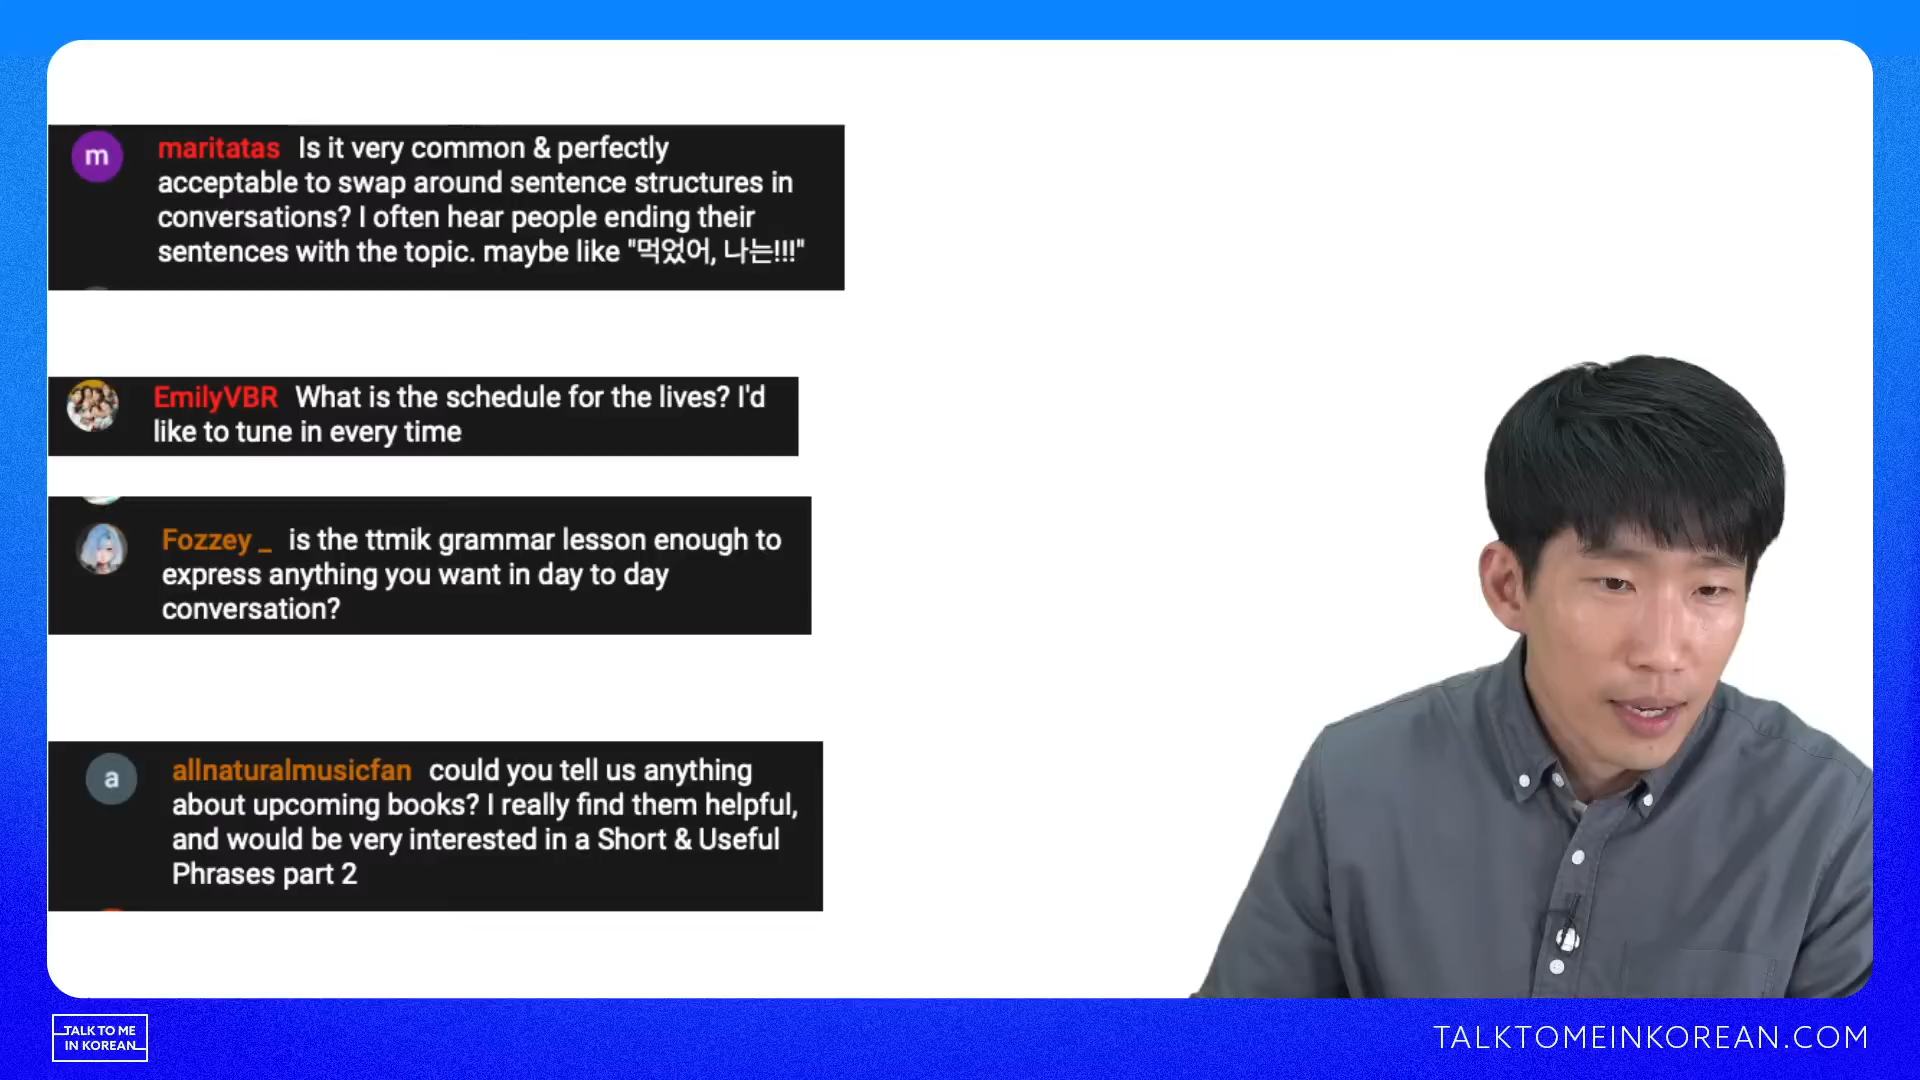 m
maritatas Is it very common & perfectly
acceptable to swap around sentence structures in
conversations? I often hear people ending their
sentences with the topic. maybe like "먹었어, 나는!!!"
EmilyVBR What is the schedule for the lives? I'd
like to tune in every time
Fozzey _ is the ttmik grammar lesson enough to
express anything you want in day to day
conversation?
a
allnaturalmusicfan could you tell us anything
about upcoming books? I really find them helpful,
and would be very interested in a Short & Useful
Phrases part 2
TALK TO ME
IN KOREAN
TALKTOMEINKOREAN.COM